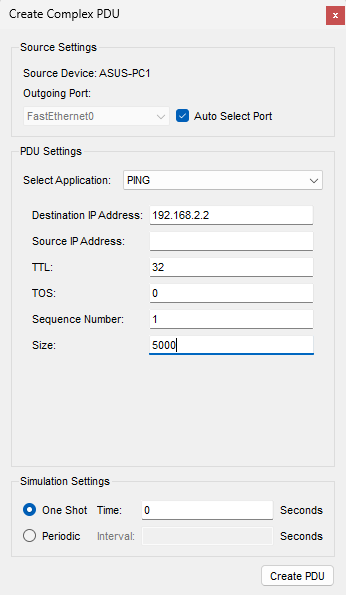 Create Complex PDU
x
Source Settings
Source Device: ASUS-PC1
Outgoing Port:
FastEthernet0 Auto Select Port
PDU Settings
Select Application: PING
Destination IP Address: 192.168.2.2
Source IP Address:
TTL: 32
TOS: 0
Sequence Number: 1
Size: 5000
Simulation Settings
One Shot Time: 0 Seconds
Periodic Interval: Seconds
Create PDU